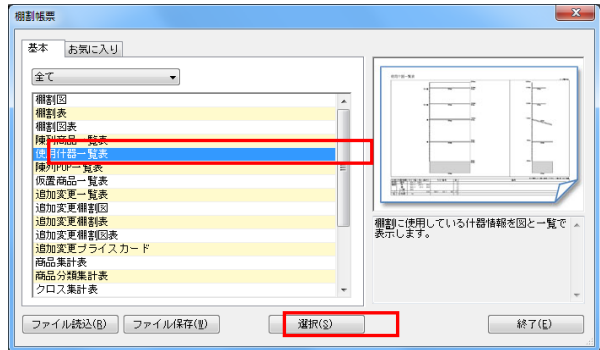 棚割帳票
基本
お気に入り
全て
棚割図
棚割表
棚割図表
陳列商品一覧表
使用什器一覧表
陳列POP一覧表
仮置商品一覧表
追加変更一覧表
追加変更棚割図
追加変更棚割表
追加変更棚割図表
追加変更プライスカード
商品集計表
商品分類集計表
クロス集計表
棚割に使用している什器情報を図と一覧で
表示します。
ファイル読込(R)
ファイル保存(W)
選択(S)
終了(E)